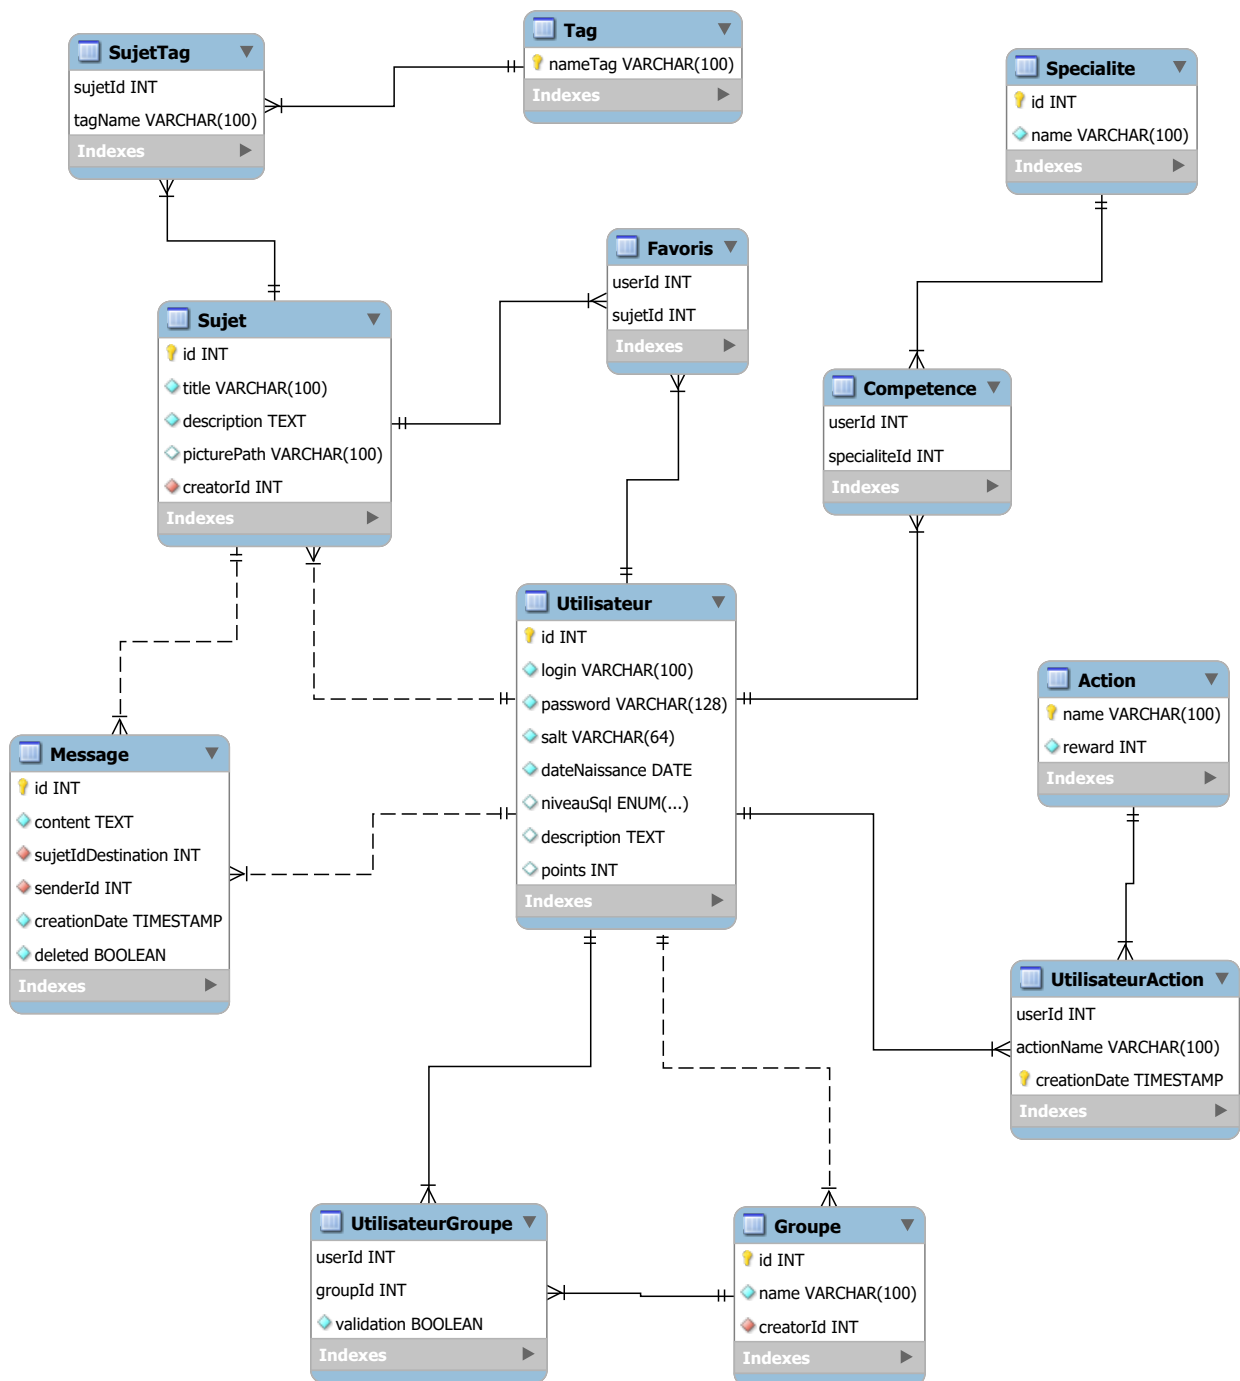 SujetTag
sujetId INT
tagName VARCHAR(100)
Indexes
Tag
nameTag VARCHAR(100)
Indexes
Specialite
id INT
name VARCHAR(100)
Indexes
Favoris
userId INT
sujetId INT
Indexes
Sujet
id INT
title VARCHAR(100)
description TEXT
picturePath VARCHAR(100)
creatorId INT
Indexes
Competence
userId INT
specialiteId INT
Indexes
Utilisateur
id INT
login VARCHAR(100)
password VARCHAR(128)
salt VARCHAR(64)
dateNaissance DATE
niveauSql ENUM(...)
description TEXT
points INT
Indexes
Action
name VARCHAR(100)
reward INT
Indexes
Message
id INT
content TEXT
sujetIdDestination INT
senderId INT
creationDate TIMESTAMP
deleted BOOLEAN
Indexes
UtilisateurAction
userId INT
actionName VARCHAR(100)
creationDate TIMESTAMP
Indexes
UtilisateurGroupe
userId INT
groupId INT
validation BOOLEAN
Indexes
Groupe
id INT
name VARCHAR(100)
creatorId INT
Indexes